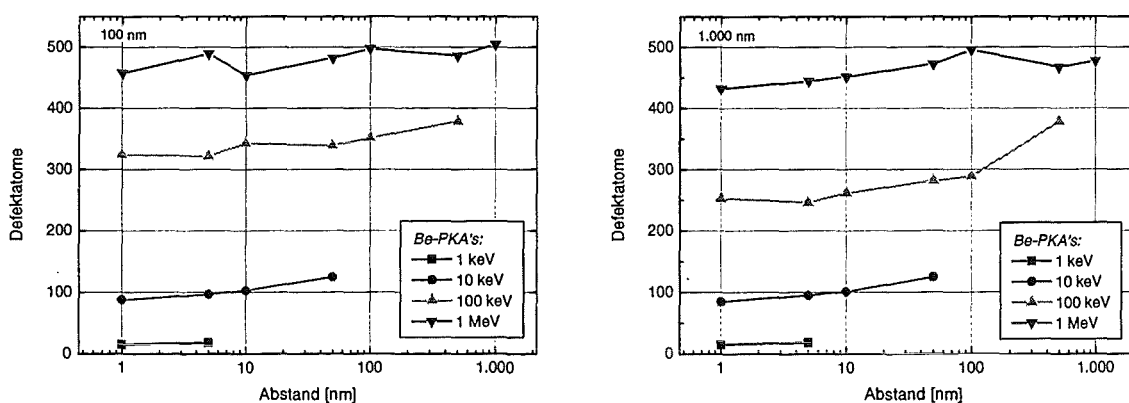 100 nm
500
400
300
200
100
0
Defektatome
1
10
100
1.000
Abstand [nm]
Be-PKA's:
1 keV
10 keV
100 keV
1 MeV
1.000 nm
500
400
300
200
100
0
Defektatome
1
10
100
1.000
Abstand [nm]
Be-PKA's:
1 keV
10 keV
100 keV
1 MeV